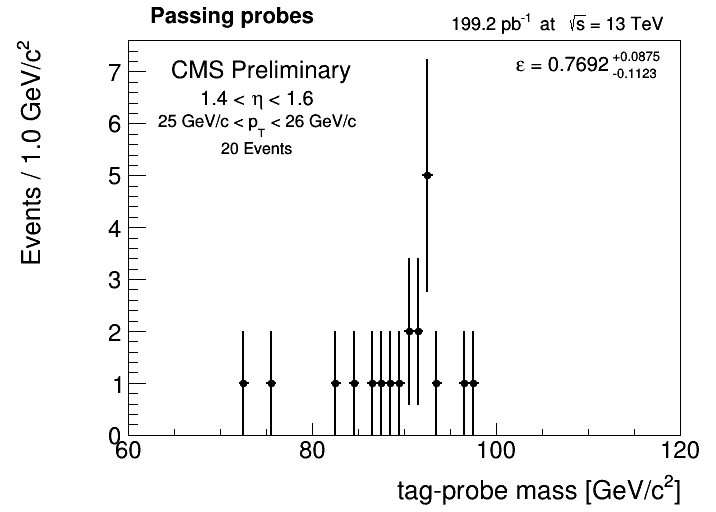 Passing probes
199.2 pb⁻¹ at √s = 13 TeV
CMS Preliminary
ε = 0.7692 +0.0875 -0.1123
1.4 < η < 1.6
25 GeV/c < p_T < 26 GeV/c
20 Events
Events / 1.0 GeV/c²
7
6
5
4
3
2
1
0
60 80 100 120
tag-probe mass [GeV/c²]